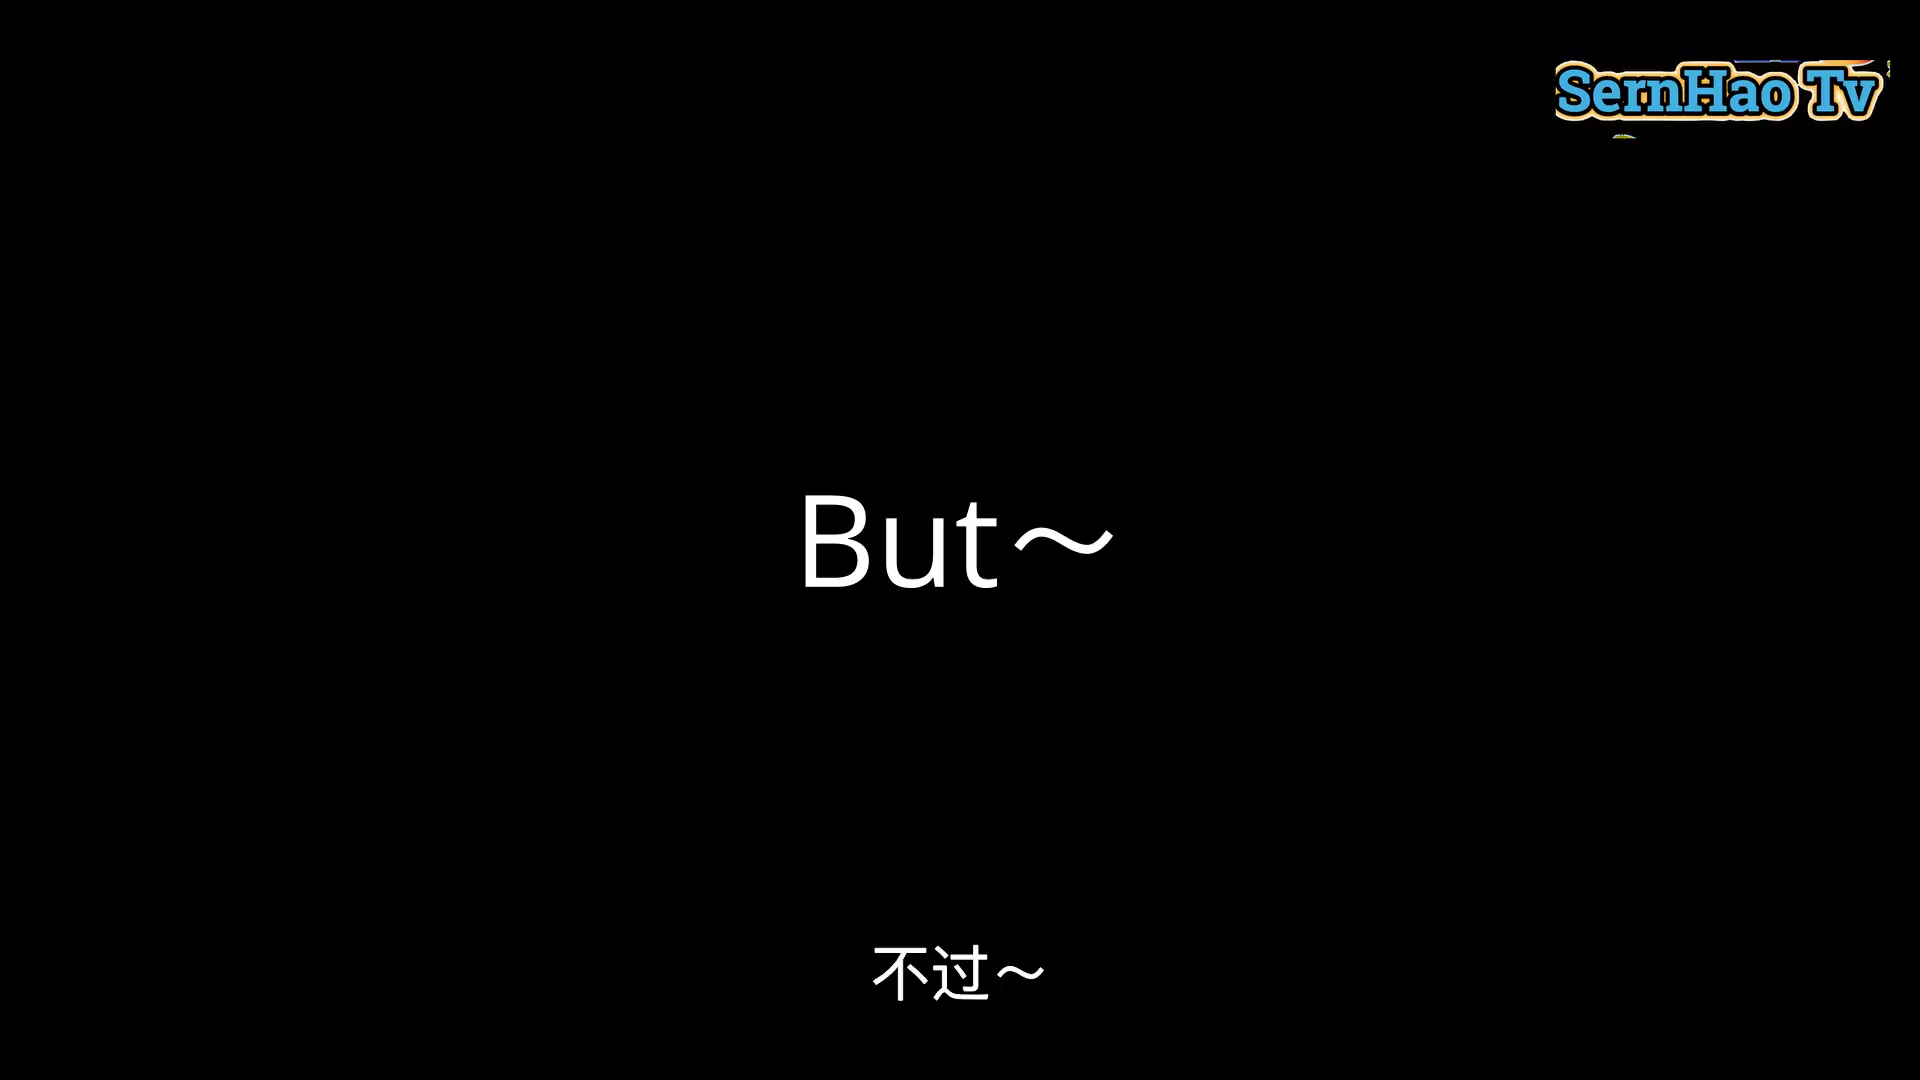 SernHao Tv
But～
不过～